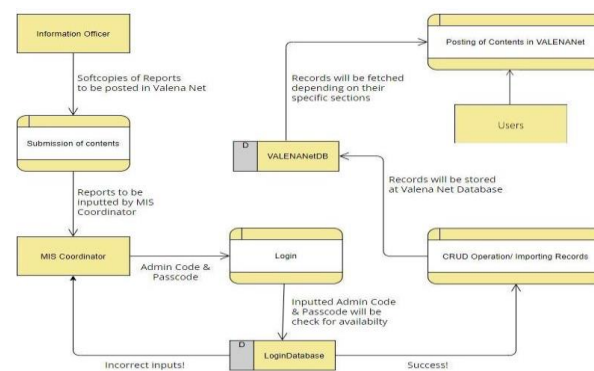 Information Officer
Softcopies of Reports
to be posted in Valena Net
Submission of contents
Reports to be
inputted by MIS
Coordinator
MIS Coordinator
Admin Code &
Passcode
Login
Inputted Admin Code
& Passcode will be
check for availabilty
D
LoginDatabase
Incorrect inputs!
Success!
CRUD Operation/ Importing Records
Records will be stored
at Valena Net Database
D
VALENANetDB
Records will be fetched
depending on their
specific sections
Posting of Contents in VALENANet
Users